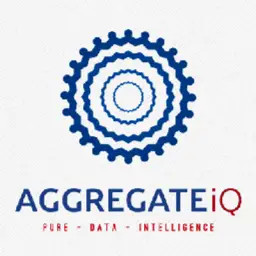 AGGREGATEiQ
PURE - DATA - INTELLIGENCE